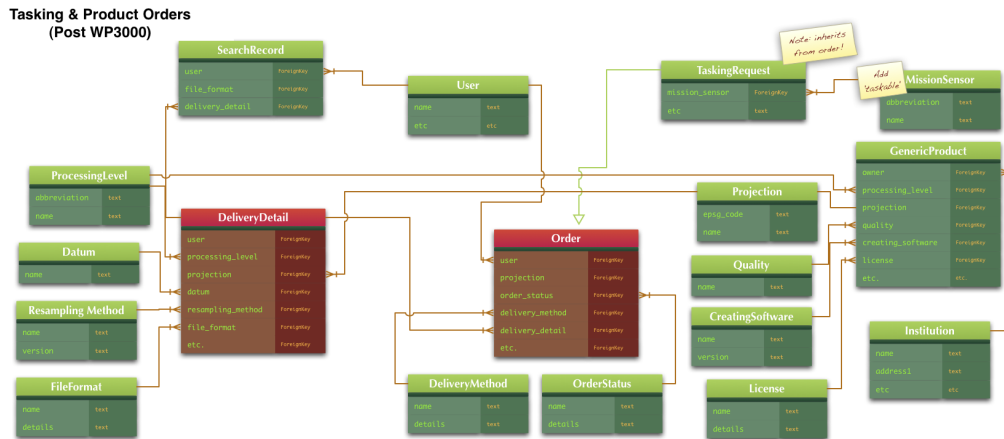 Tasking & Product Orders
(Post WP3000)
SearchRecord
user ForeignKey
file_format ForeignKey
delivery_detail ForeignKey
User
name text
etc etc
TaskingRequest
mission_sensor ForeignKey
etc text
Note: inherits
from order!
Add
'taskable'
MissionSensor
abbreviation text
name text
GenericProduct
owner ForeignKey
processing_level ForeignKey
projection ForeignKey
quality ForeignKey
creating_software ForeignKey
license ForeignKey
etc. etc.
ProcessingLevel
abbreviation text
name text
Datum
name text
Resampling Method
name text
version text
FileFormat
name text
details text
DeliveryDetail
user ForeignKey
processing_level ForeignKey
projection ForeignKey
datum ForeignKey
resampling_method ForeignKey
file_format ForeignKey
etc. ForeignKey
Order
user ForeignKey
projection ForeignKey
order_status ForeignKey
delivery_method ForeignKey
delivery_detail ForeignKey
etc. ForeignKey
Projection
epsg_code text
name text
Quality
name text
CreatingSoftware
name text
version text
Institution
name text
address1 text
etc etc
DeliveryMethod
name text
details text
OrderStatus
name text
details text
License
name text
details text